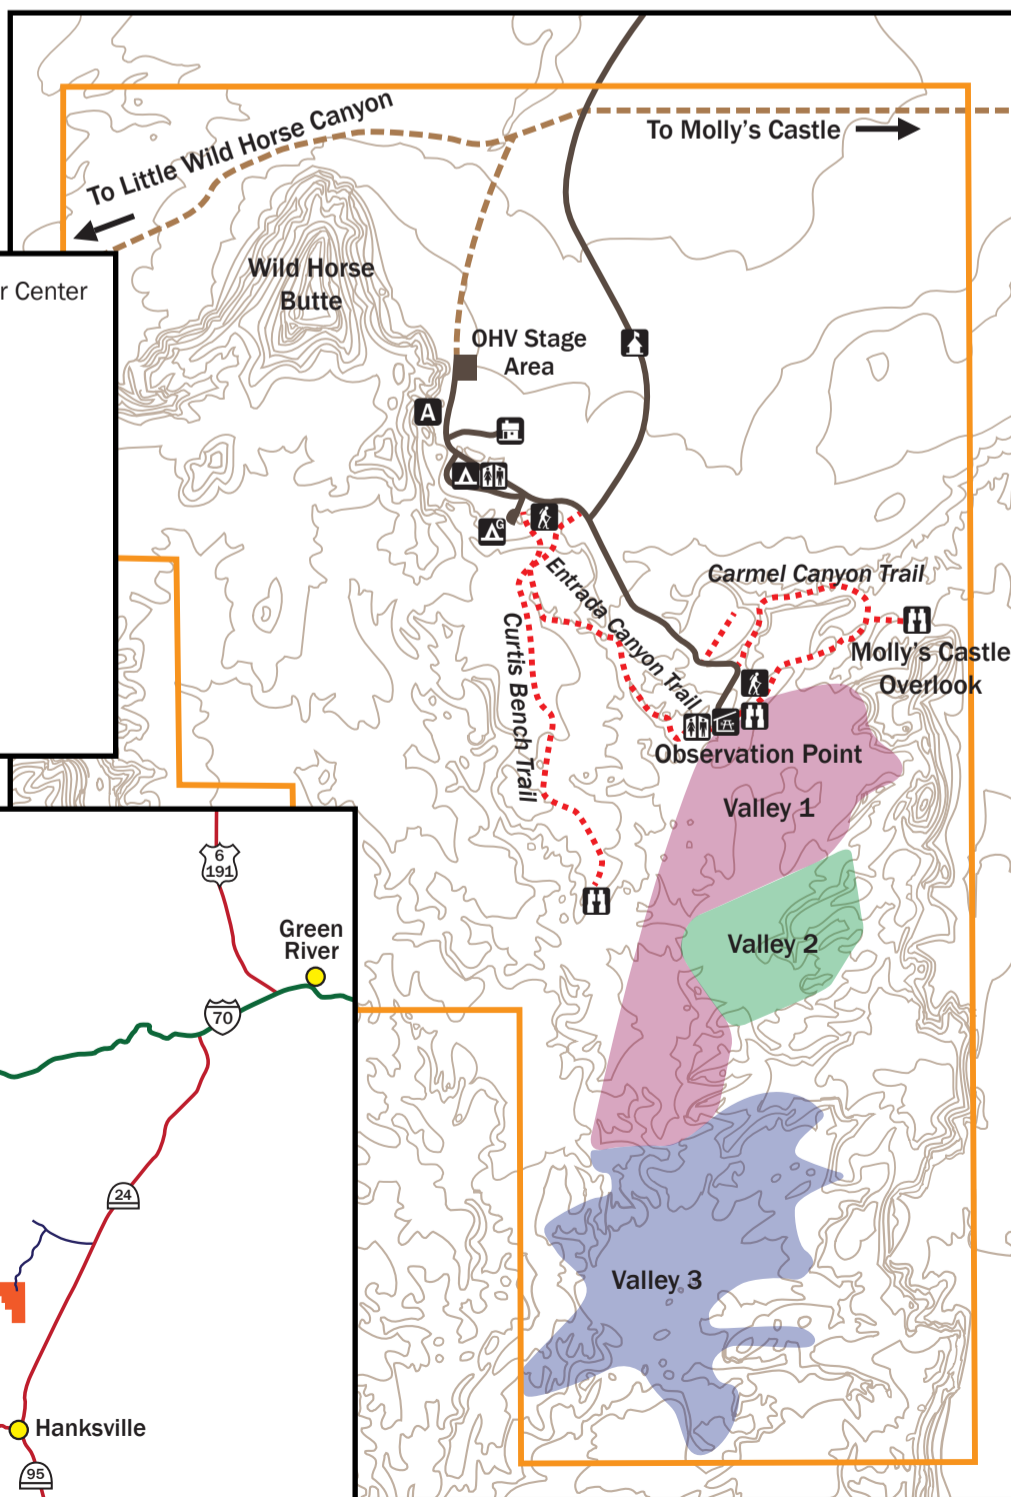 To Little Wild Horse Canyon
To Molly's Castle
r Center
Wild Horse
Butte
OHV Stage
Area
A
G
Entrada Canyon Trail
Carmel Canyon Trail
Curtis Bench Trail
Molly's Castle
Overlook
Observation Point
Valley 1
Valley 2
Valley 3
6
191
Green
River
70
24
Hanksville
95